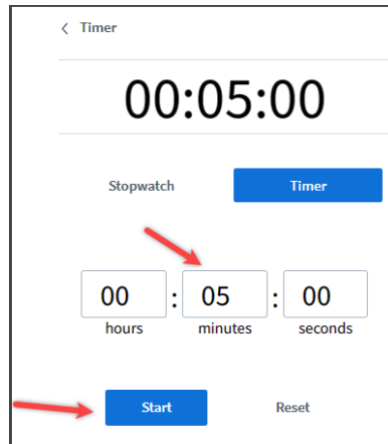 Timer
00:05:00
Stopwatch Timer
00 : 05 : 00
hours minutes seconds
Start Reset